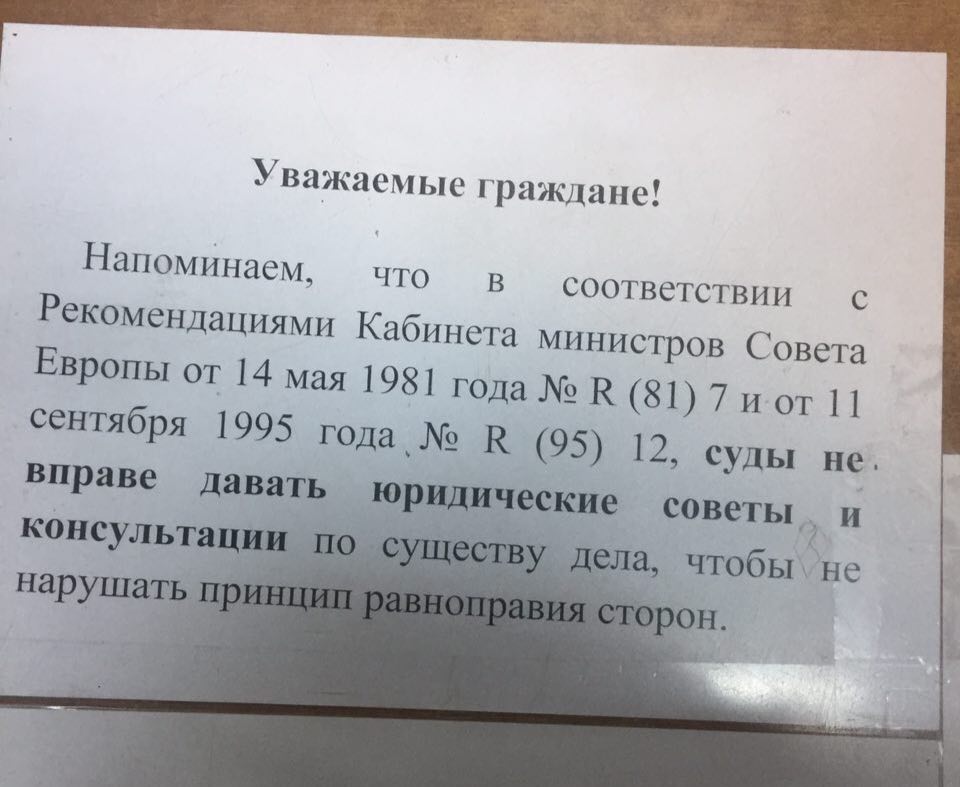 Уважаемые граждане!
Напоминаем, что в соответствии с
Рекомендациями Кабинета министров Совета
Европы от 14 мая 1981 года № R (81) 7 и от 11
сентября 1995 года № R (95) 12, суды не
вправе давать юридические советы и
консультации по существу дела, чтобы не
нарушать принцип равноправия сторон.